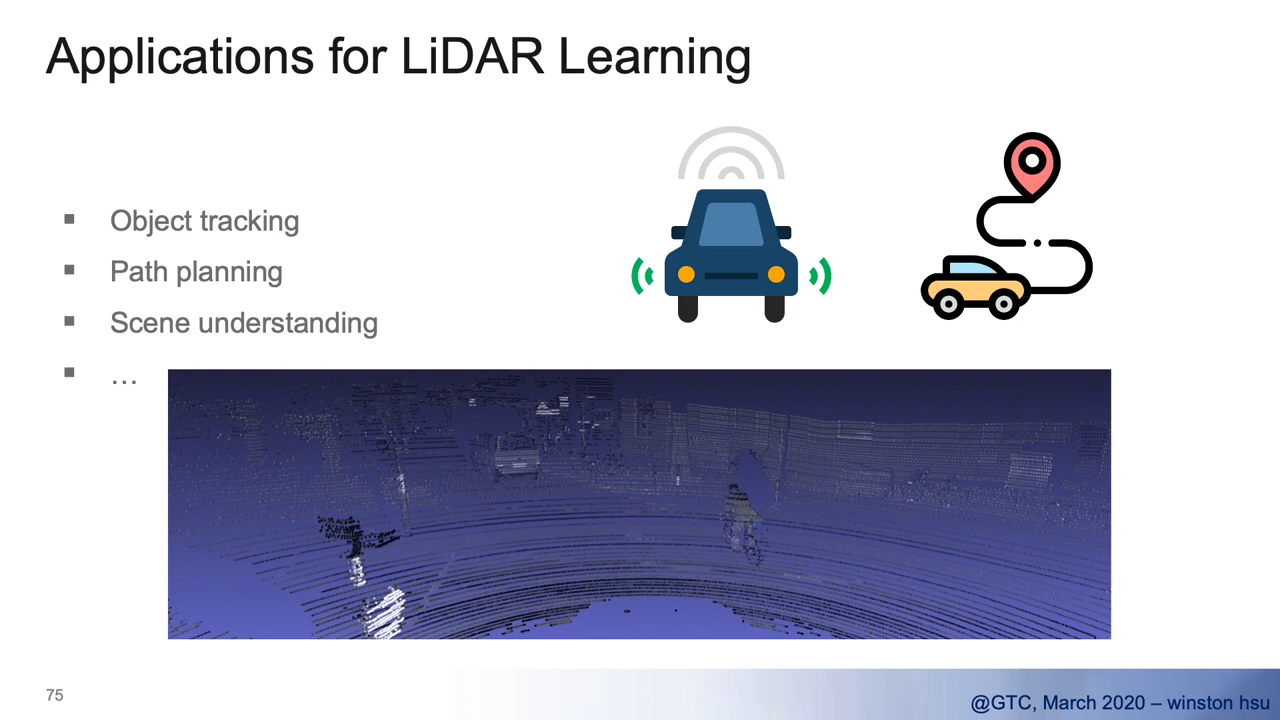 Applications for LiDAR Learning
▪ Object tracking
▪ Path planning
▪ Scene understanding
▪ …
75
@GTC, March 2020 – winston hsu